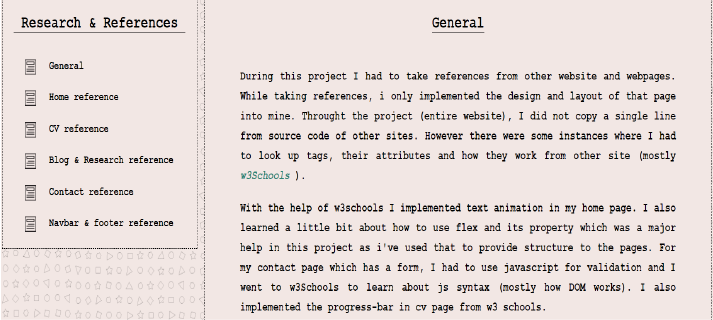 Research & References
General
Home reference
CV reference
Blog & Research reference
Contact reference
Navbar & footer reference
General
During this project I had to take references from other website and webpages.
While taking references, i only implemented the design and layout of that page
into mine. Throught the project (entire website), I did not copy a single line
from source code of other sites. However there were some instances where I had
to look up tags, their attributes and how they work from other site (mostly
w3Schools ).
With the help of w3schools I implemented text animation in my home page. I also
learned a little bit about how to use flex and its property which was a major
help in this project as i've used that to provide structure to the pages. For
my contact page which has a form, I had to use javascript for validation and I
went to w3Schools to learn about js syntax (mostly how DOM works). I also
implemented the progress-bar in cv page from w3 schools.